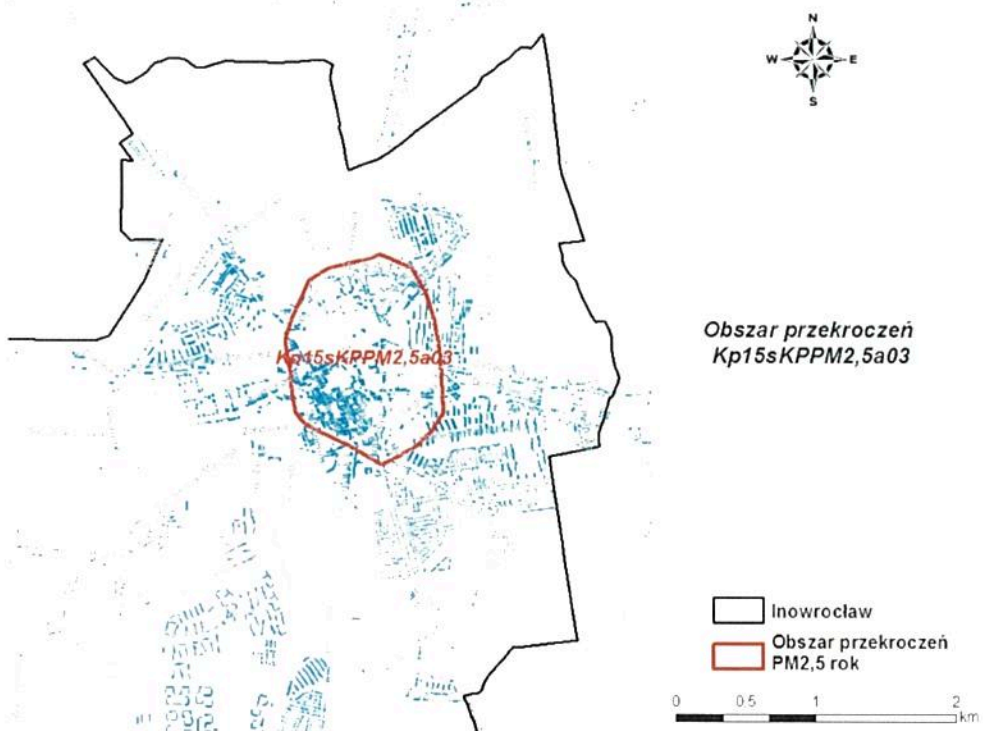 N
W E
S
Obszar przekroczeń
Kp15sKPPM2,5a03
Kp15sKPPM2,5a03
Inowrocław
Obszar przekroczeń
PM2,5 rok
0 0.5 1 2
km